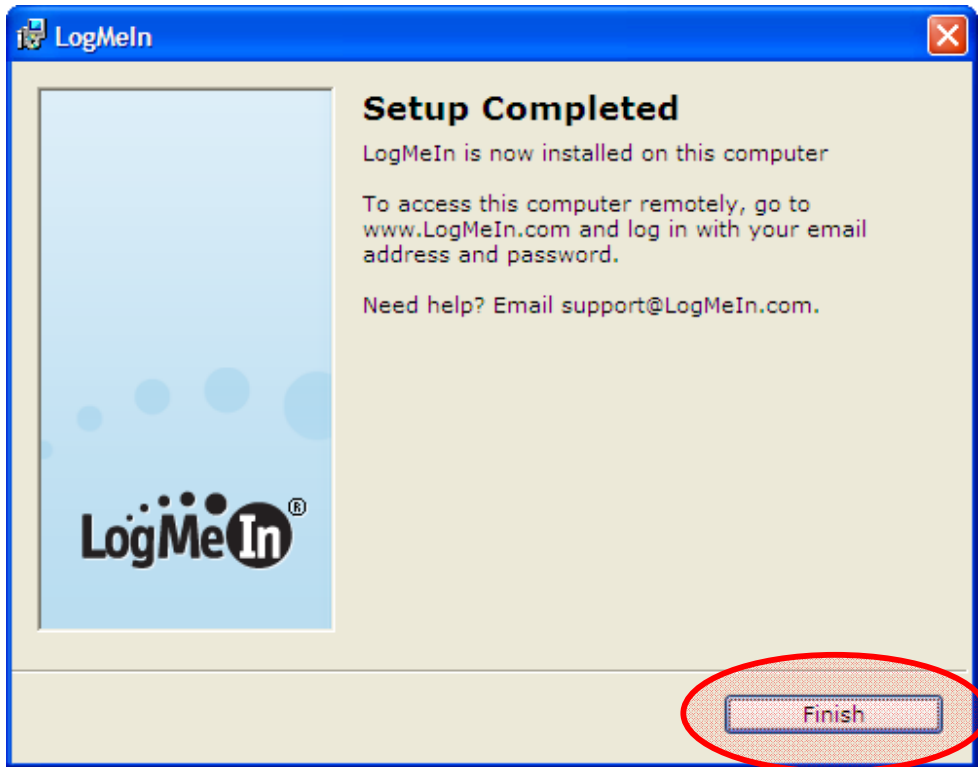 LogMeIn
Setup Completed
LogMeIn is now installed on this computer
To access this computer remotely, go to
www.LogMeIn.com and log in with your email
address and password.
Need help? Email support@LogMeIn.com.
LogMeIn®
Finish